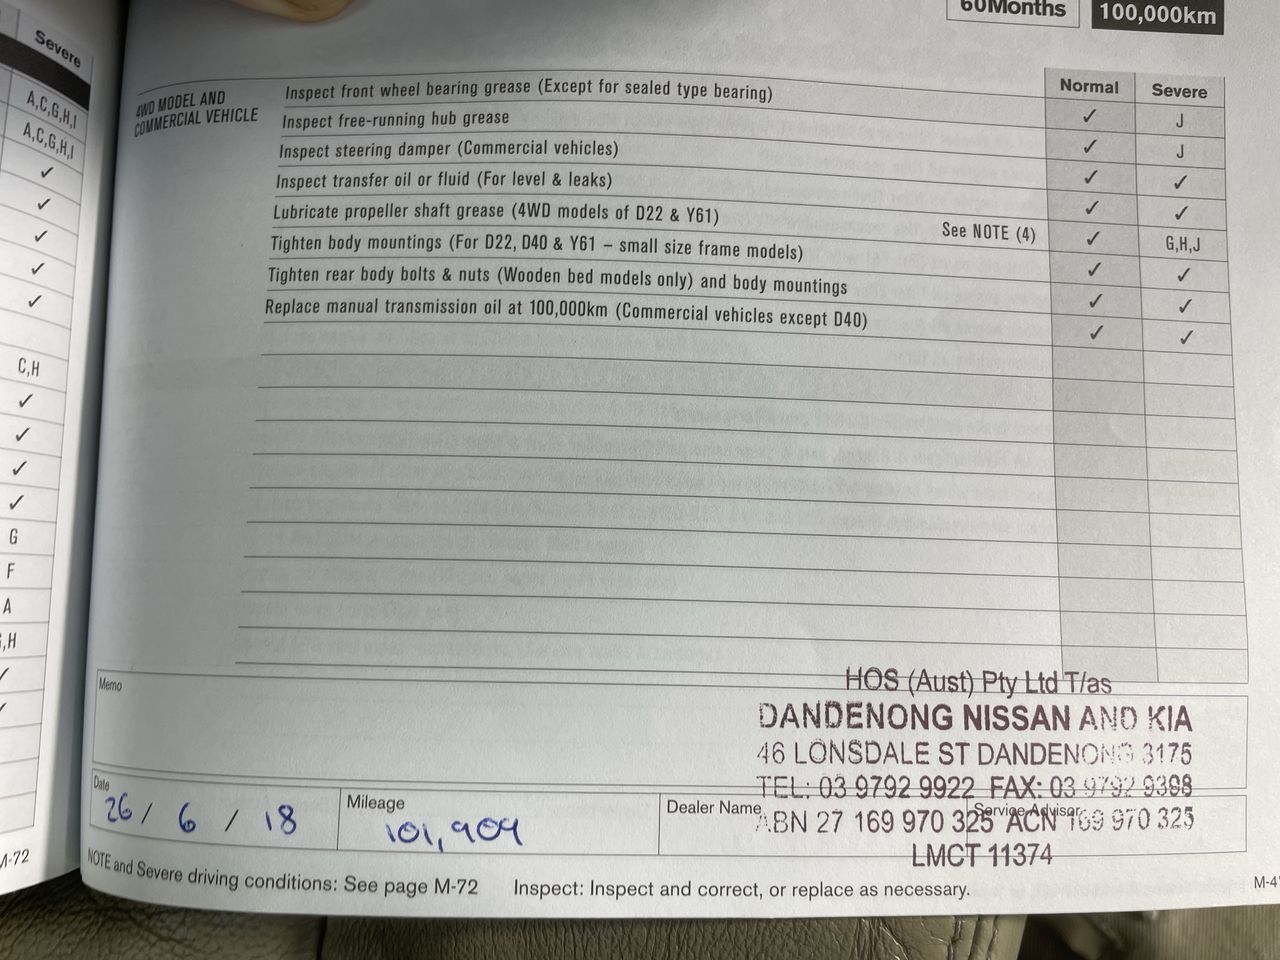 60Months 100,000km
Severe
A,C,G,H,I
A,C,G,H,I
✓
✓
✓
✓
✓
C,H
✓
✓
✓
✓
G
F
A
,H
✓
✓
M-72
4WD MODEL AND
COMMERCIAL VEHICLE
Normal Severe
Inspect front wheel bearing grease (Except for sealed type bearing) ✓ J
Inspect free-running hub grease ✓ J
Inspect steering damper (Commercial vehicles) ✓ ✓
Inspect transfer oil or fluid (For level & leaks) ✓ ✓
Lubricate propeller shaft grease (4WD models of D22 & Y61) See NOTE (4) ✓ G,H,J
Tighten body mountings (For D22, D40 & Y61 – small size frame models) ✓ ✓
Tighten rear body bolts & nuts (Wooden bed models only) and body mountings ✓ ✓
Replace manual transmission oil at 100,000km (Commercial vehicles except D40) ✓ ✓
Memo
HOS (Aust) Pty Ltd T/as
DANDENONG NISSAN AND KIA
46 LONSDALE ST DANDENONG 3175
TEL: 03 9792 9922 FAX: 03 9792 9398
ABN 27 169 970 325 ACN 169 970 325
LMCT 11374
Date
26 / 6 / 18
Mileage
101,909
Dealer Name
Service Advisor
NOTE and Severe driving conditions: See page M-72 Inspect: Inspect and correct, or replace as necessary.